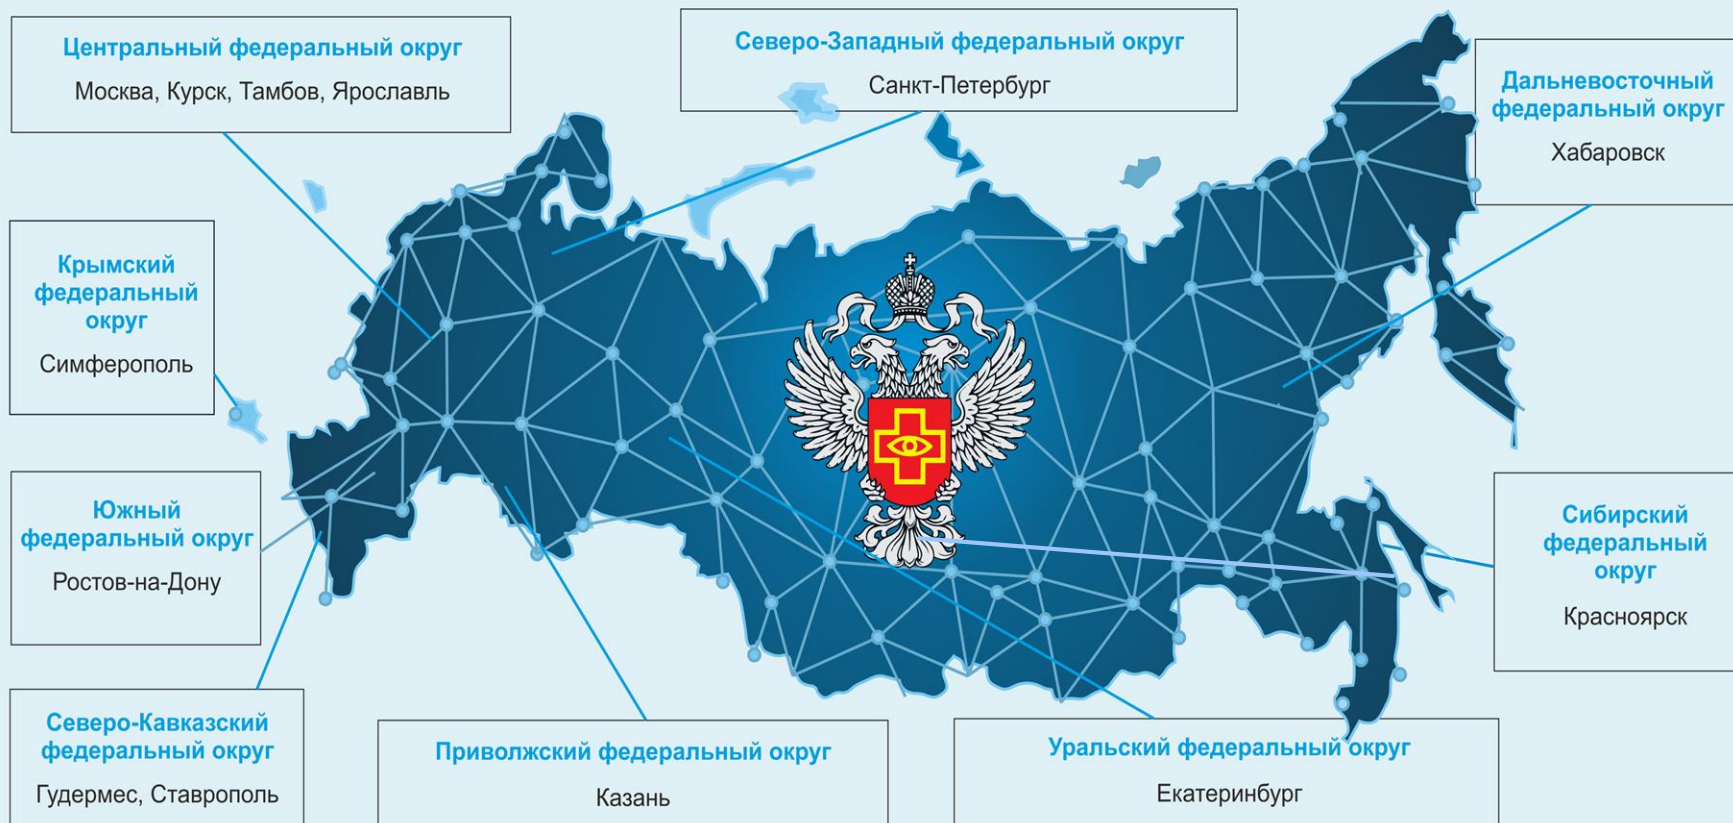 Центральный федеральный округ
Москва, Курск, Тамбов, Ярославль
Северо-Западный федеральный округ
Санкт-Петербург
Дальневосточный
федеральный округ
Хабаровск
Крымский
федеральный
округ
Симферополь
Южный
федеральный округ
Ростов-на-Дону
Сибирский
федеральный
округ
Красноярск
Северо-Кавказский
федеральный округ
Гудермес, Ставрополь
Приволжский федеральный округ
Казань
Уральский федеральный округ
Екатеринбург